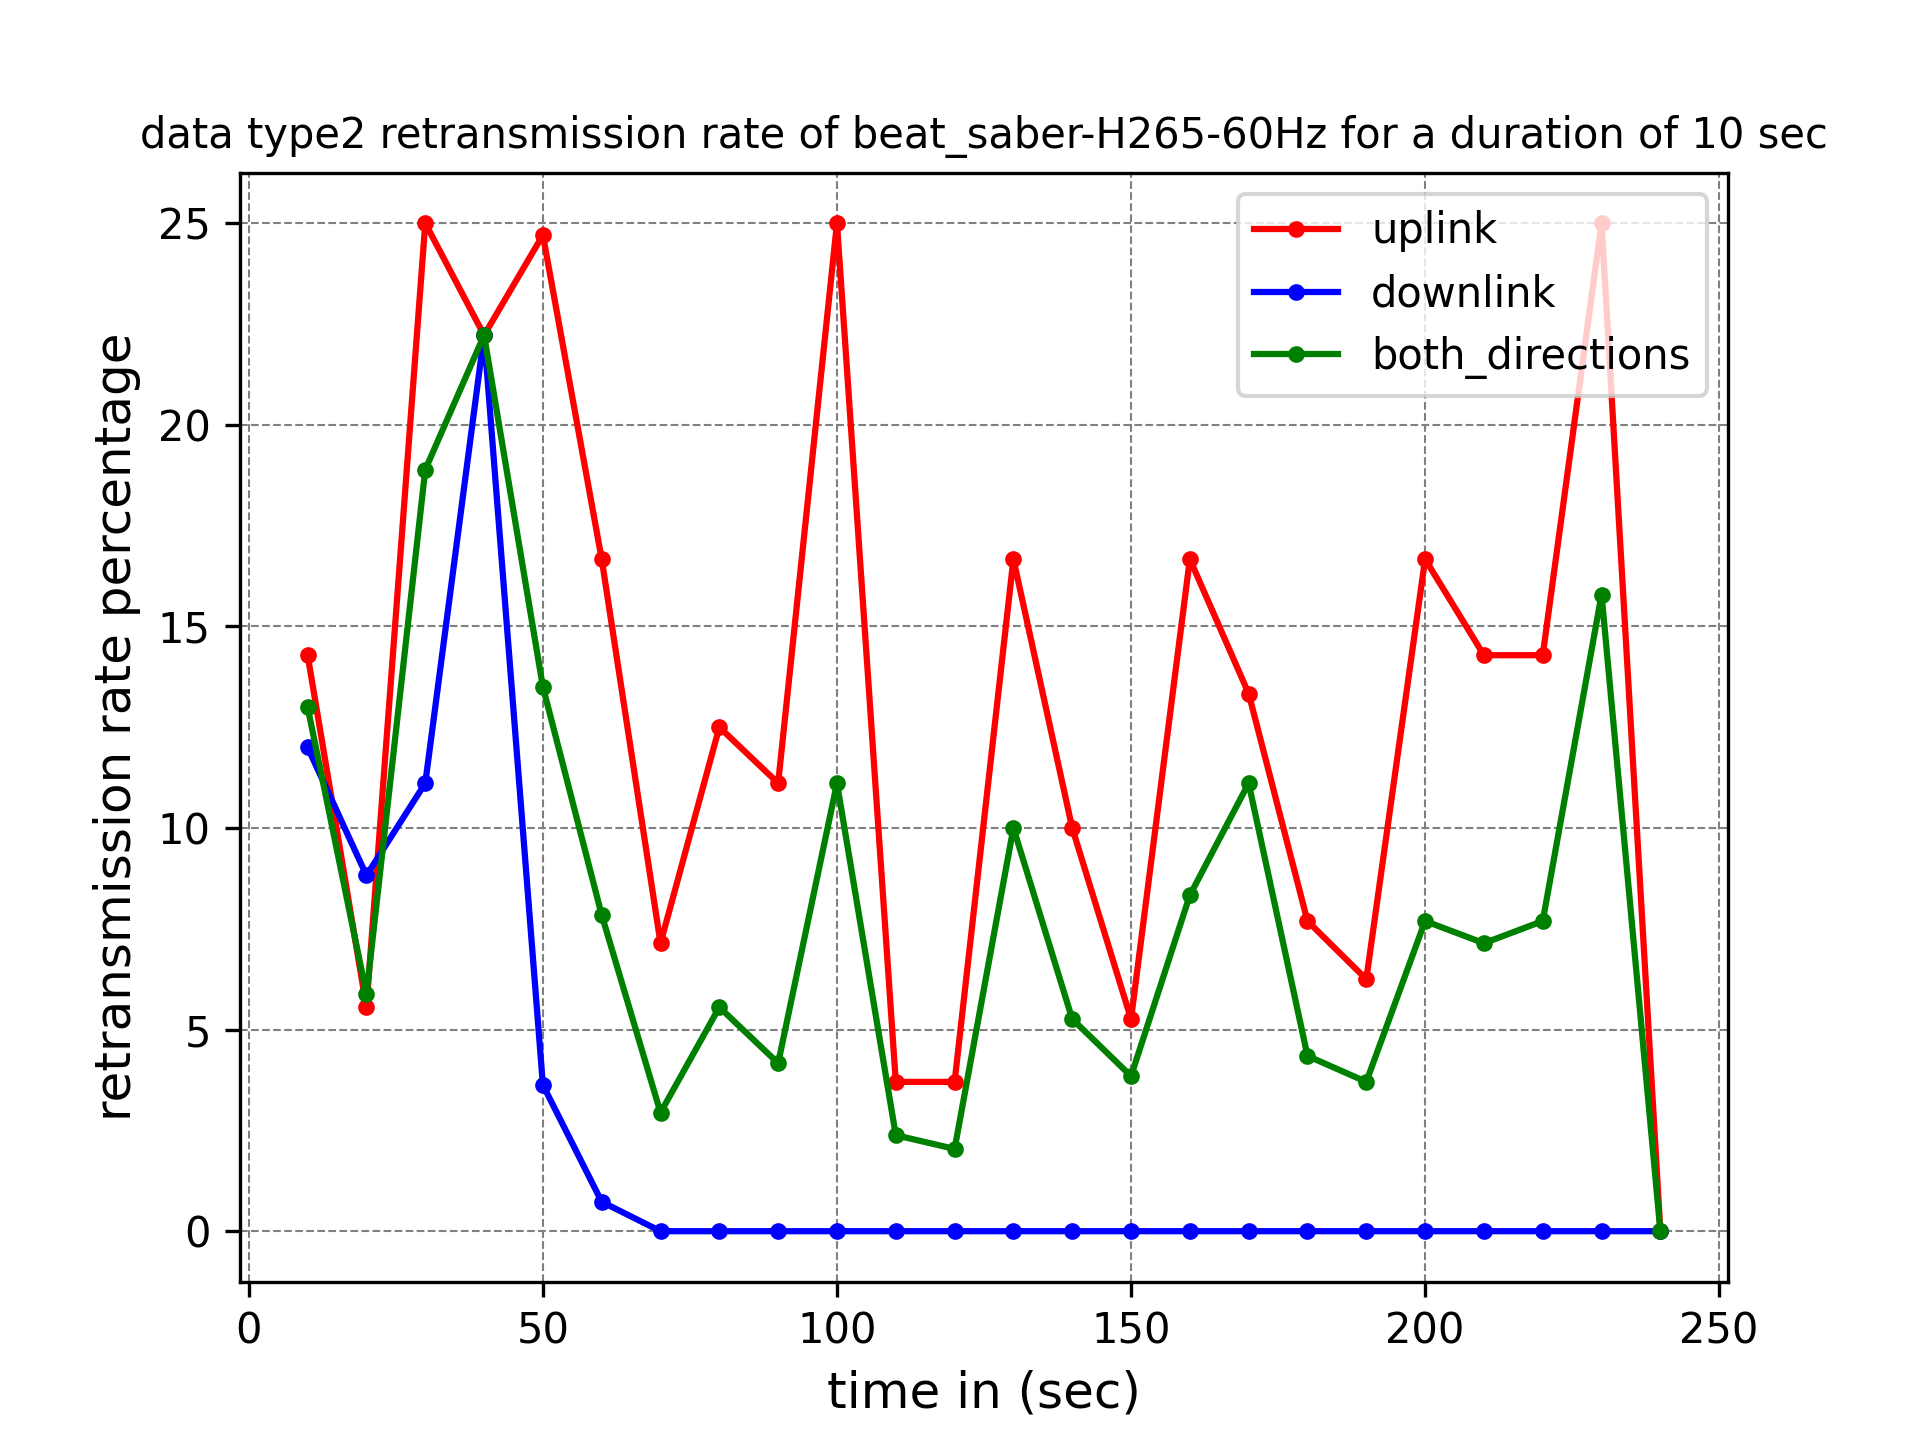 data type2 retransmission rate of beat_saber-H265-60Hz for a duration of 10 sec
uplink
downlink
both_directions
retransmission rate percentage
25
20
15
10
5
0
0 50 100 150 200 250
time in (sec)